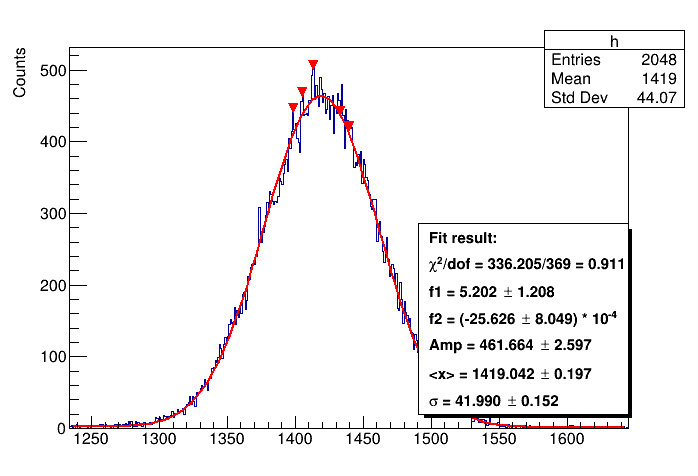 h
Entries 2048
Mean 1419
Std Dev 44.07
Counts
500
400
300
200
100
0
Fit result:
χ²/dof = 336.205/369 = 0.911
f1 = 5.202 ± 1.208
f2 = (-25.626 ± 8.049) * 10⁻⁴
Amp = 461.664 ± 2.597
<x> = 1419.042 ± 0.197
σ = 41.990 ± 0.152
1250 1300 1350 1400 1450 1500 1550 1600